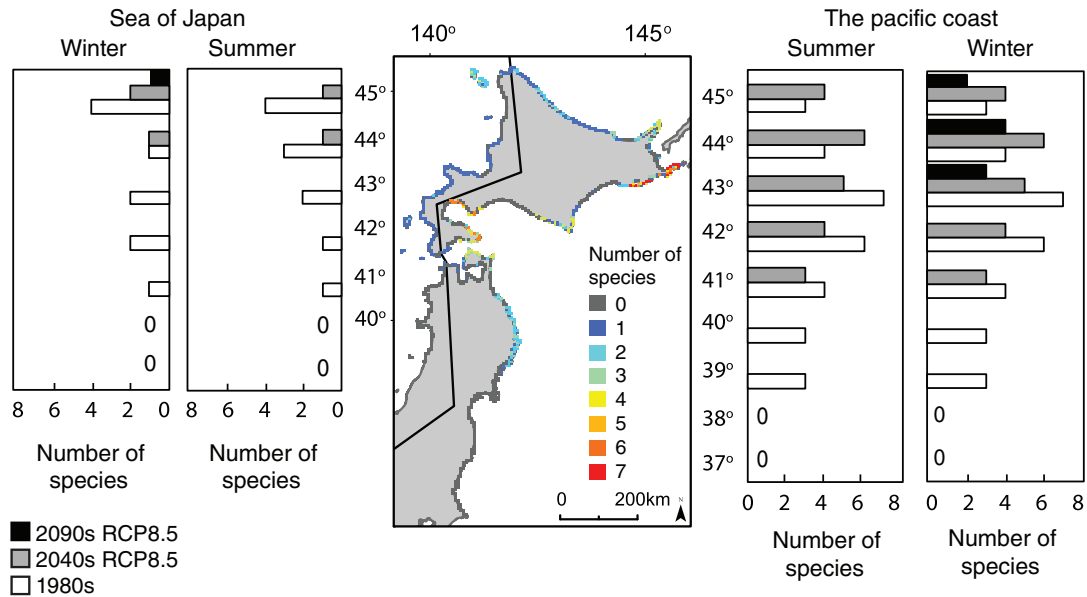 Sea of Japan
Winter
Summer
8 6 4 2 0
8 6 4 2 0
0
0
0
0
Number of
species
Number of
species
2090s RCP8.5
2040s RCP8.5
1980s
140° 145°
45°
44°
43°
42°
41°
40°
Number of
species
0
1
2
3
4
5
6
7
0 200km
N
The pacific coast
Summer
Winter
45°
44°
43°
42°
41°
40°
39°
38°
37°
0
0
0
0
0 2 4 6 8
0 2 4 6 8
Number of
species
Number of
species